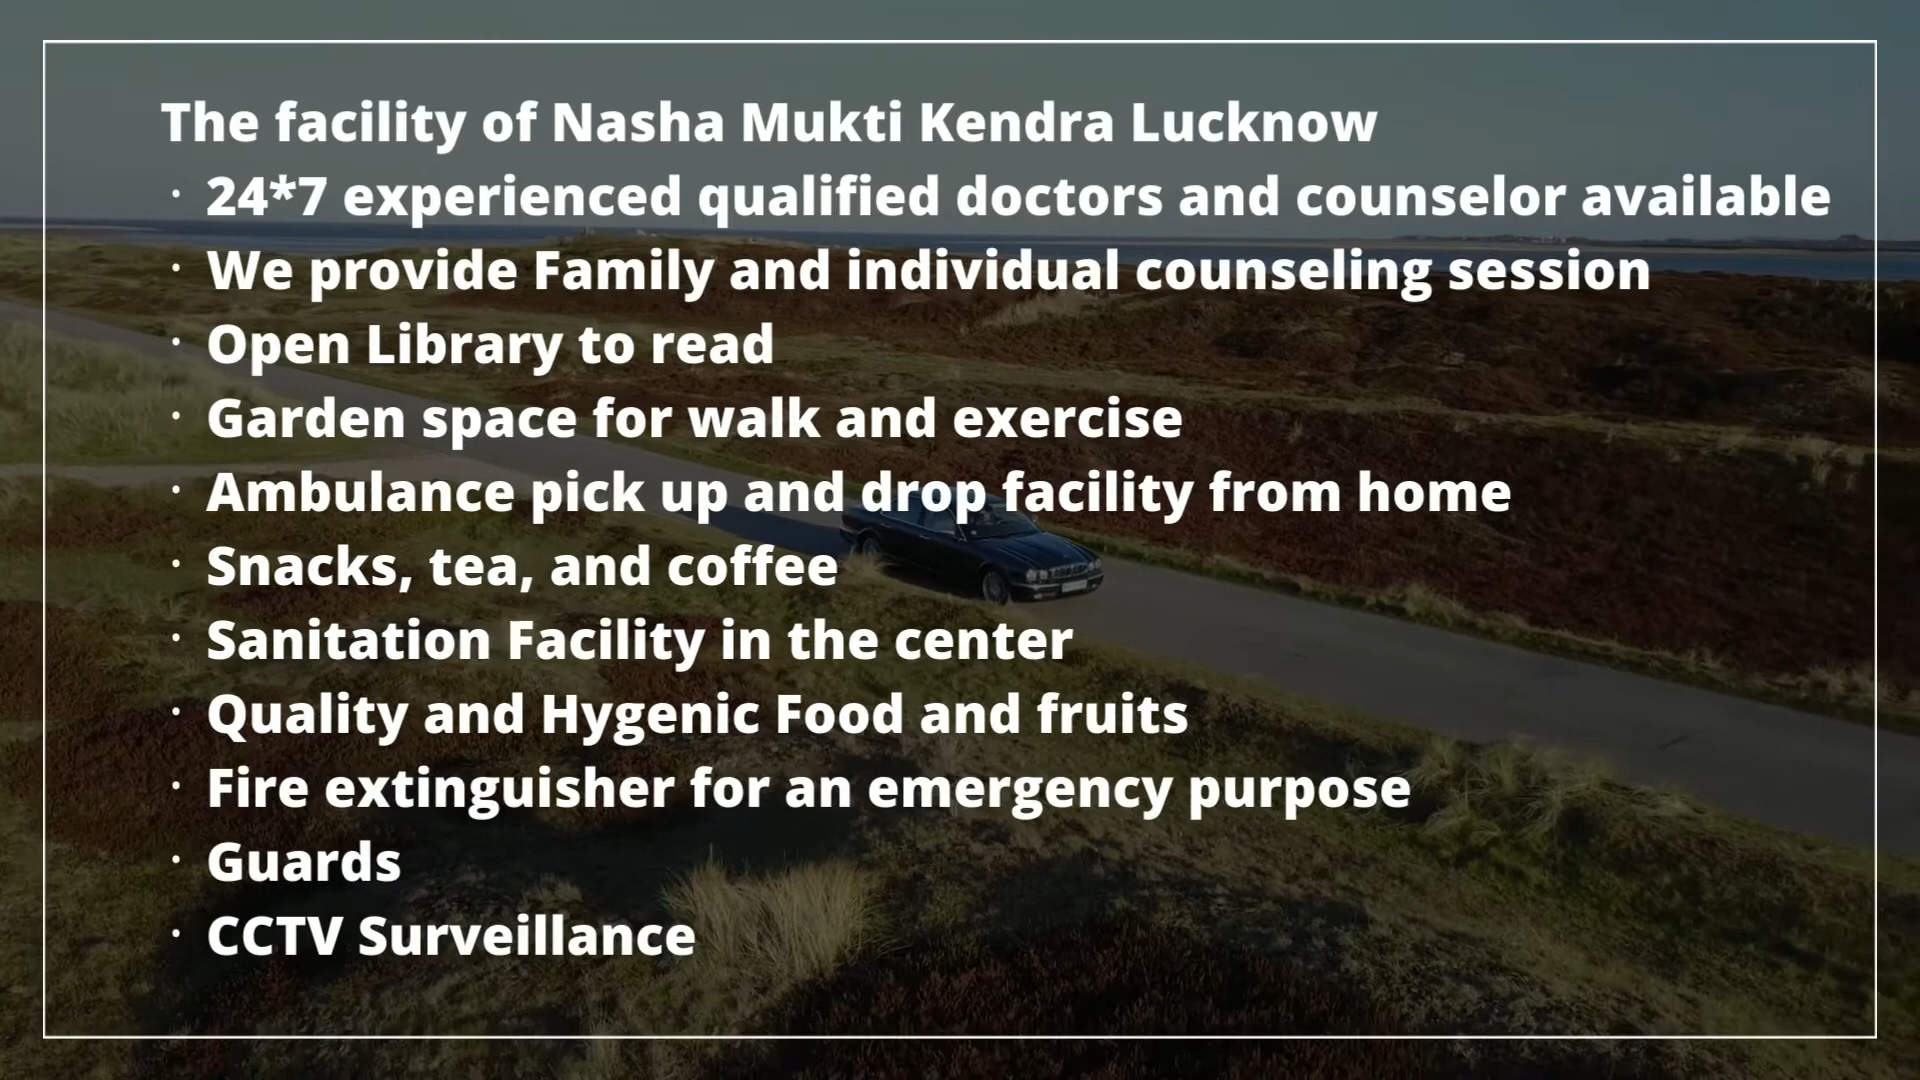 The facility of Nasha Mukti Kendra Lucknow
· 24*7 experienced qualified doctors and counselor available
· We provide Family and individual counseling session
· Open Library to read
· Garden space for walk and exercise
· Ambulance pick up and drop facility from home
· Snacks, tea, and coffee
· Sanitation Facility in the center
· Quality and Hygenic Food and fruits
· Fire extinguisher for an emergency purpose
· Guards
· CCTV Surveillance